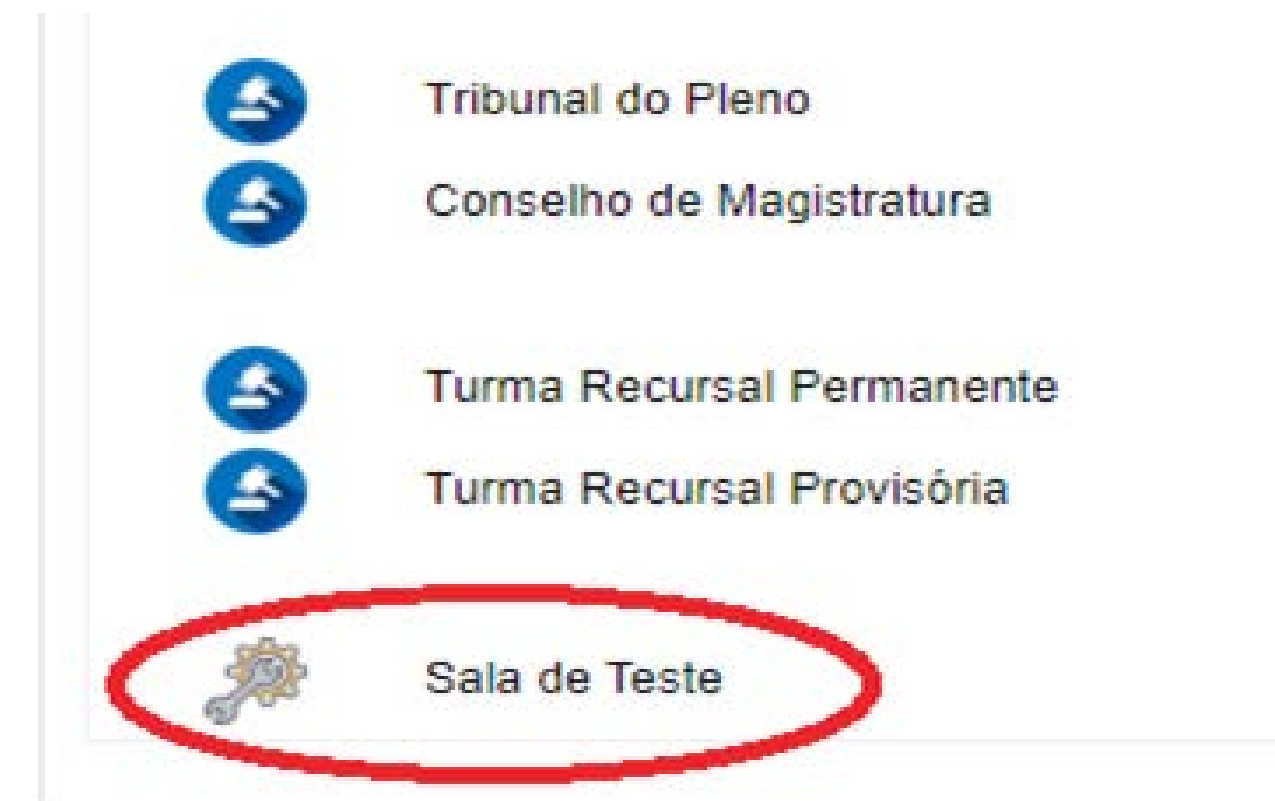 Tribunal do Pleno
Conselho de Magistratura
Turma Recursal Permanente
Turma Recursal Provisória
Sala de Teste